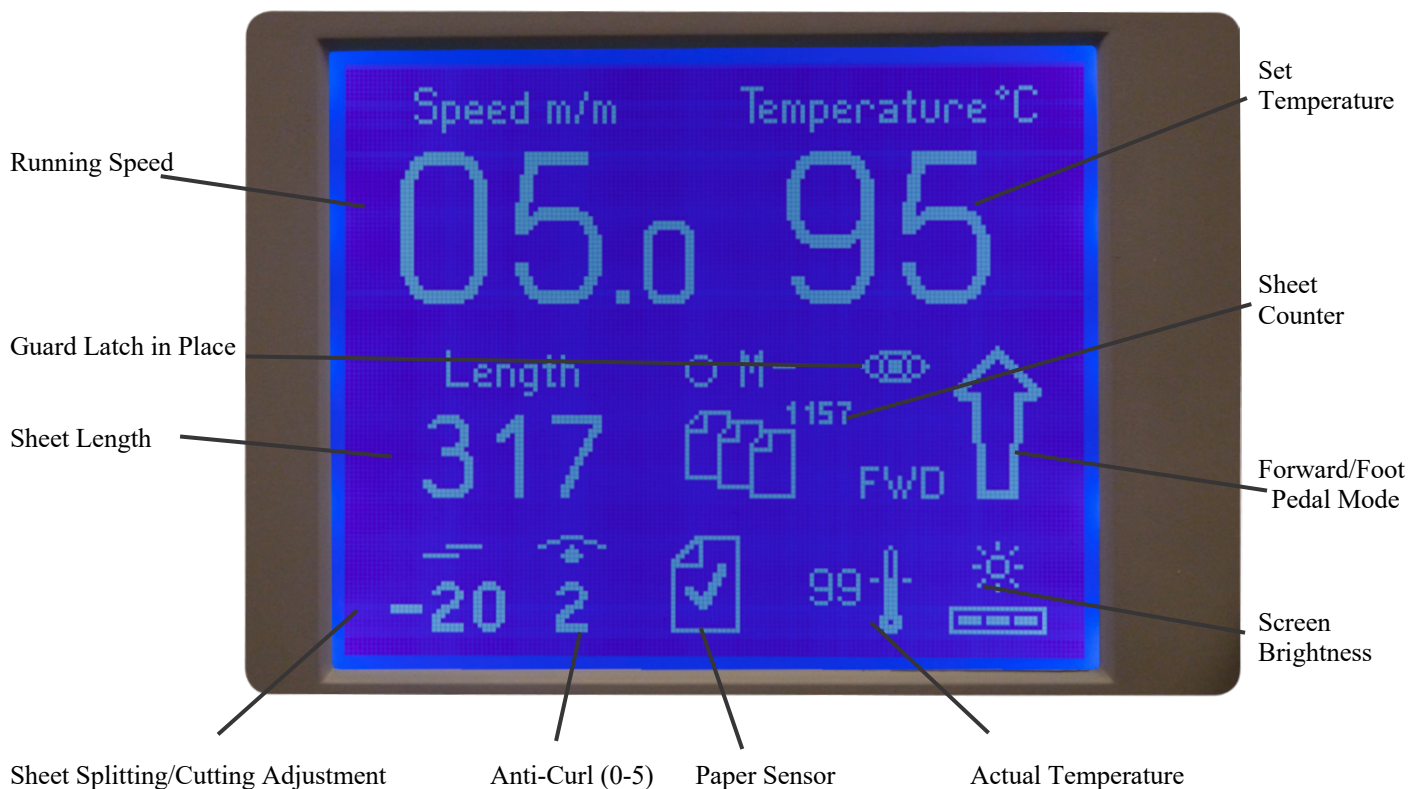 Set
Temperature
Speed m/m
Temperature °C
Running Speed
05.0
95
Sheet
Counter
Guard Latch in Place
Length
M
1157
317
Sheet Length
FWD
Forward/Foot
Pedal Mode
-20
2
99
Screen
Brightness
Sheet Splitting/Cutting Adjustment
Anti-Curl (0-5)
Paper Sensor
Actual Temperature